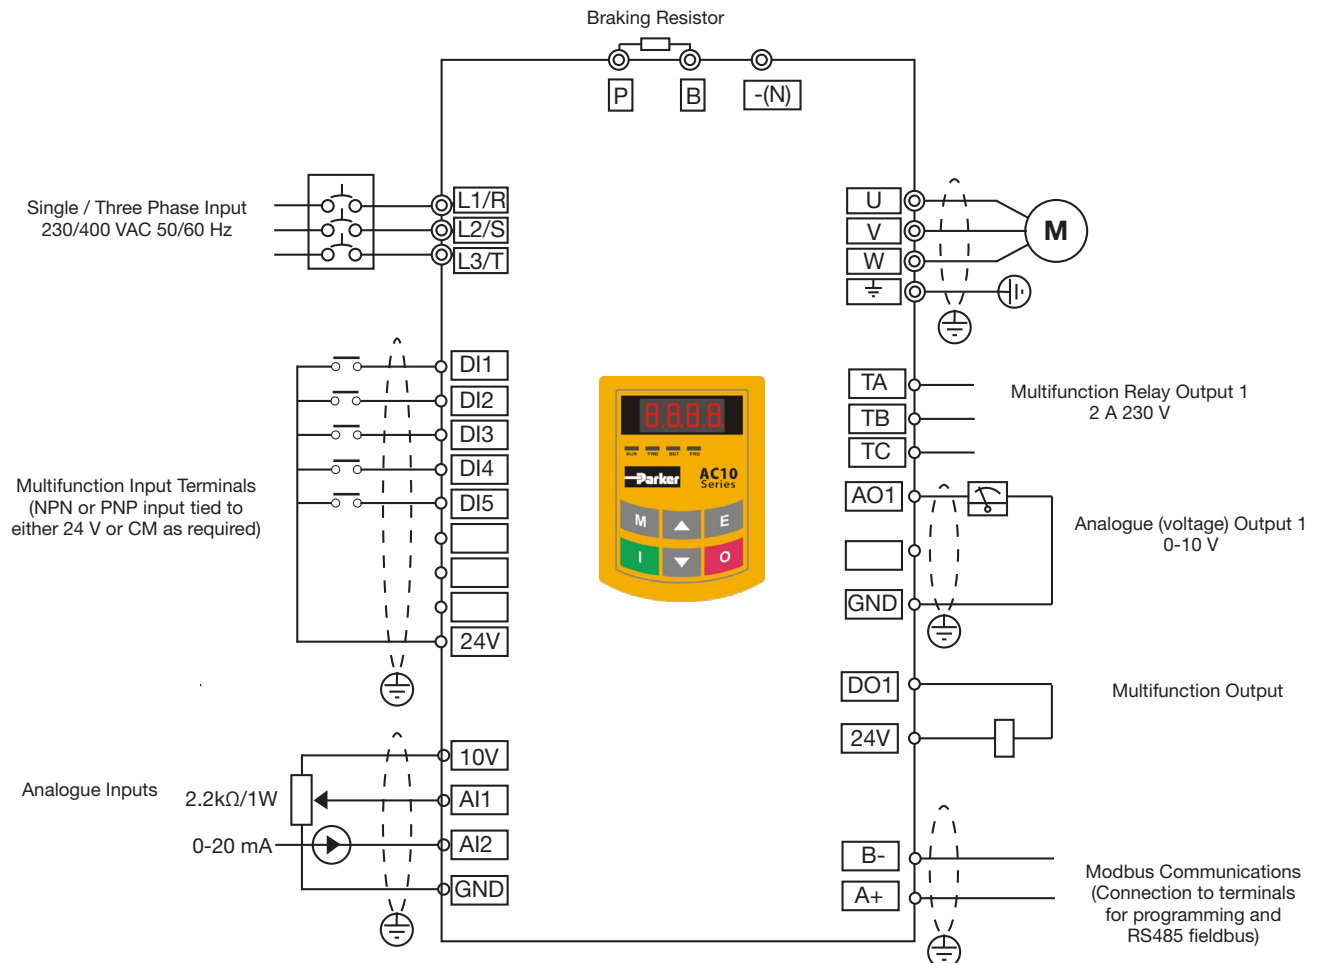 Braking Resistor
P
B
-(N)
Single / Three Phase Input
230/400 VAC 50/60 Hz
L1/R
L2/S
L3/T
U
V
W
M
Multifunction Input Terminals
(NPN or PNP input tied to
either 24 V or CM as required)
DI1
DI2
DI3
DI4
DI5
24V
8.8.8.8
RUN FWD DGT FRQ
Parker
AC10
Series
M
E
I
O
TA
TB
TC
Multifunction Relay Output 1
2 A 230 V
AO1
GND
Analogue (voltage) Output 1
0-10 V
DO1
24V
Multifunction Output
Analogue Inputs
2.2kΩ/1W
0-20 mA
10V
AI1
AI2
GND
B-
A+
Modbus Communications
(Connection to terminals
for programming and
RS485 fieldbus)